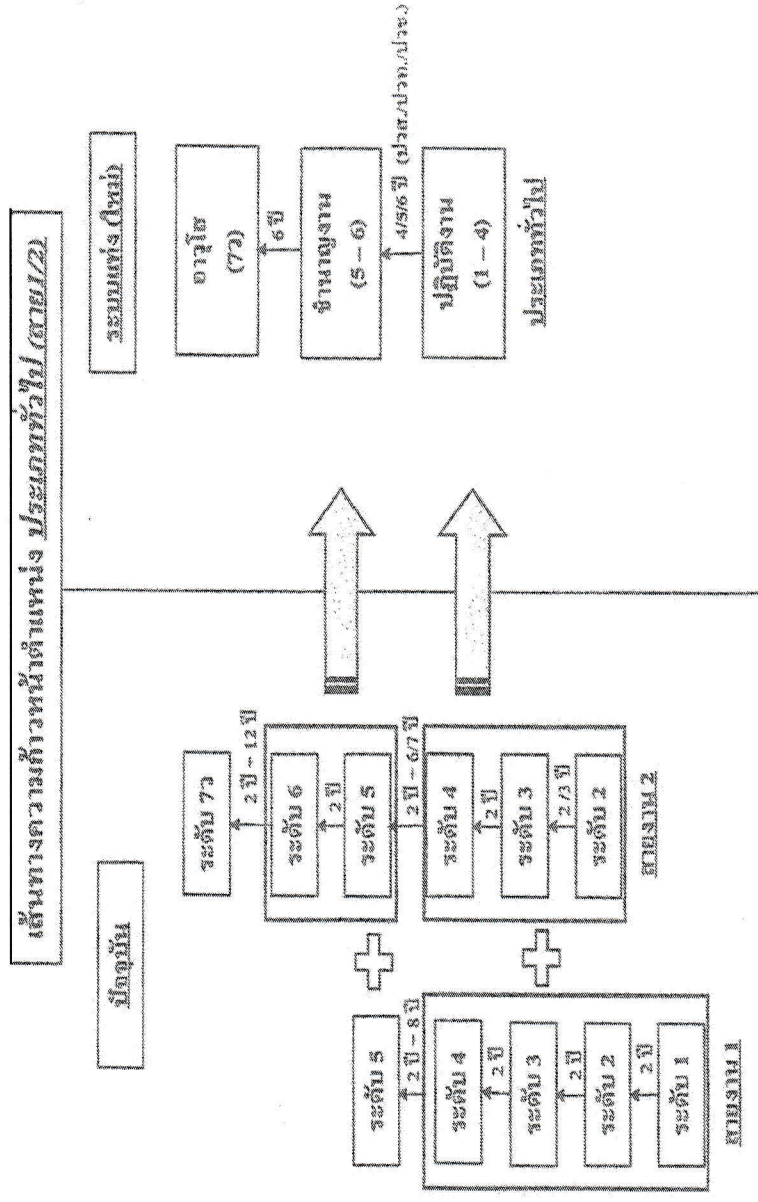 เส้นทางความก้าวหน้าตำแหน่ง ประเภททั่วไป (สาย1/2)
ปัจจุบัน
ระดับ 5
2 ปี - 8 ปี
ระดับ 4
2 ปี
ระดับ 3
2 ปี
ระดับ 2
2 ปี
ระดับ 1
สายงาน 1
ระดับ 7ว
2 ปี - 12 ปี
ระดับ 6
2 ปี
ระดับ 5
2 ปี - 6/7 ปี
ระดับ 4
2 ปี
ระดับ 3
2 /3 ปี
ระดับ 2
สายงาน 2
ระบบแท่ง (ใหม่)
อาวุโส
(7ว)
6 ปี
ชำนาญงาน
(5 – 6)
4/5/6 ปี (ปวส./ปวท./ปวช.)
ปฏิบัติงาน
(1 – 4)
ประเภททั่วไป